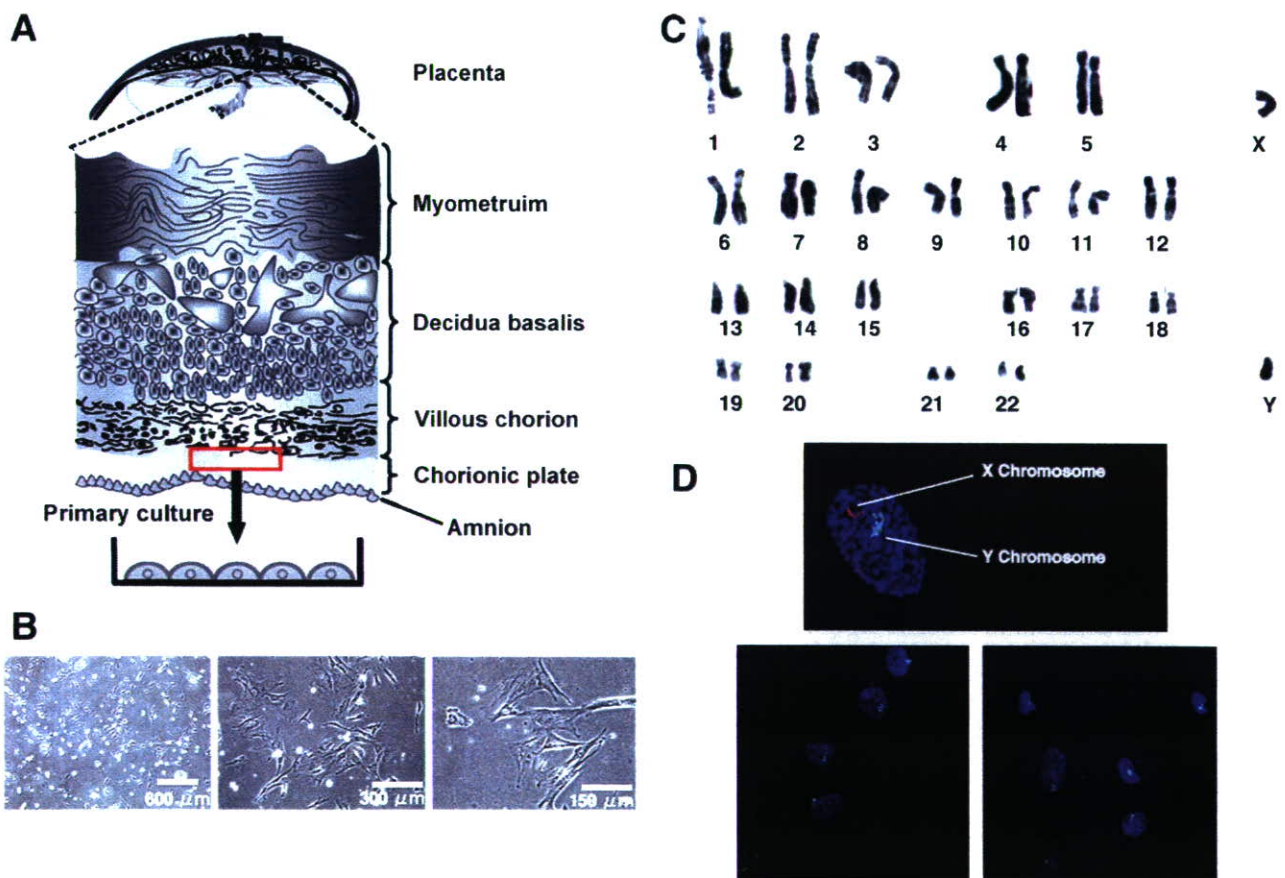 A
Placenta
Myometruim
Decidua basalis
Villous chorion
Chorionic plate
Amnion
Primary culture
B
600 μm
300 μm
150 μm
C
1 2 3 4 5 X
6 7 8 9 10 11 12
13 14 15 16 17 18
19 20 21 22 Y
D
X Chromosome
Y Chromosome